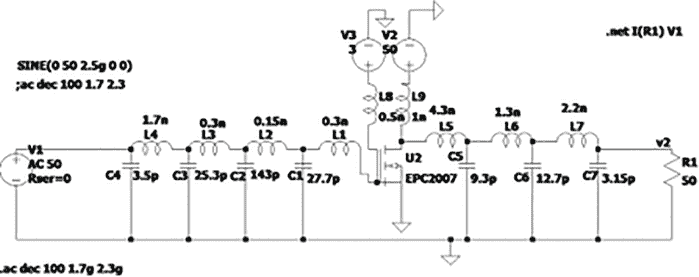 .net I(R1) V1
V3
3
V2
50
SINE(0 50 2.5g 0 0)
;ac dec 100 1.7 2.3
L8
0.5n
L9
1n
1.7n
L4
0.3n
L3
0.15n
L2
0.3n
L1
4.3n
L5
1.3n
L6
2.2n
L7
v2
V1
AC 50
Rser=0
C4
3.5p
C3
25.3p
C2
143p
C1
27.7p
U2
EPC2007
C5
9.3p
C6
12.7p
C7
3.15p
R1
50
.ac dec 100 1.7g 2.3g